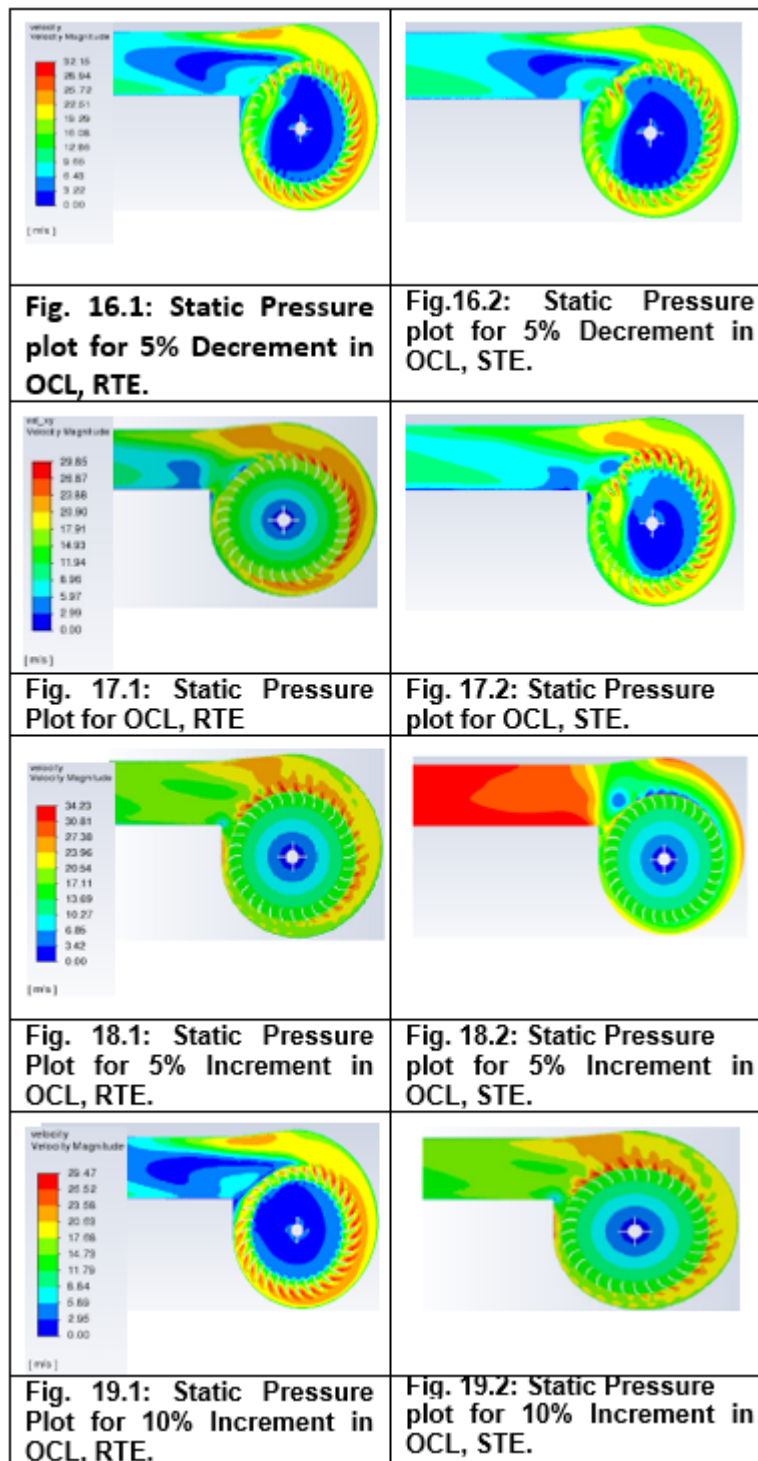 velocity
Velocity Magnitude
32.16
28.94
25.72
22.51
19.29
16.08
12.86
9.65
6.43
3.22
0.00
[ m/s ]
Fig. 16.1: Static Pressure
plot for 5% Decrement in
OCL, RTE.
Fig.16.2: Static Pressure
plot for 5% Decrement in
OCL, STE.
Velocity Magnitude
29.85
26.87
23.88
20.90
17.91
14.93
11.94
8.96
5.97
2.99
0.00
[ m/s ]
Fig. 17.1: Static Pressure
Plot for OCL, RTE
Fig. 17.2: Static Pressure
plot for OCL, STE.
velocity
Velocity Magnitude
34.23
30.81
27.38
23.96
20.54
17.11
13.69
10.27
6.85
3.42
0.00
[ m/s ]
Fig. 18.1: Static Pressure
Plot for 5% Increment in
OCL, RTE.
Fig. 18.2: Static Pressure
plot for 5% Increment in
OCL, STE.
velocity
Velocity Magnitude
29.47
26.52
23.58
20.63
17.68
14.73
11.79
8.84
5.89
2.95
0.00
[ m/s ]
Fig. 19.1: Static Pressure
Plot for 10% Increment in
OCL, RTE.
Fig. 19.2: Static Pressure
plot for 10% Increment in
OCL, STE.